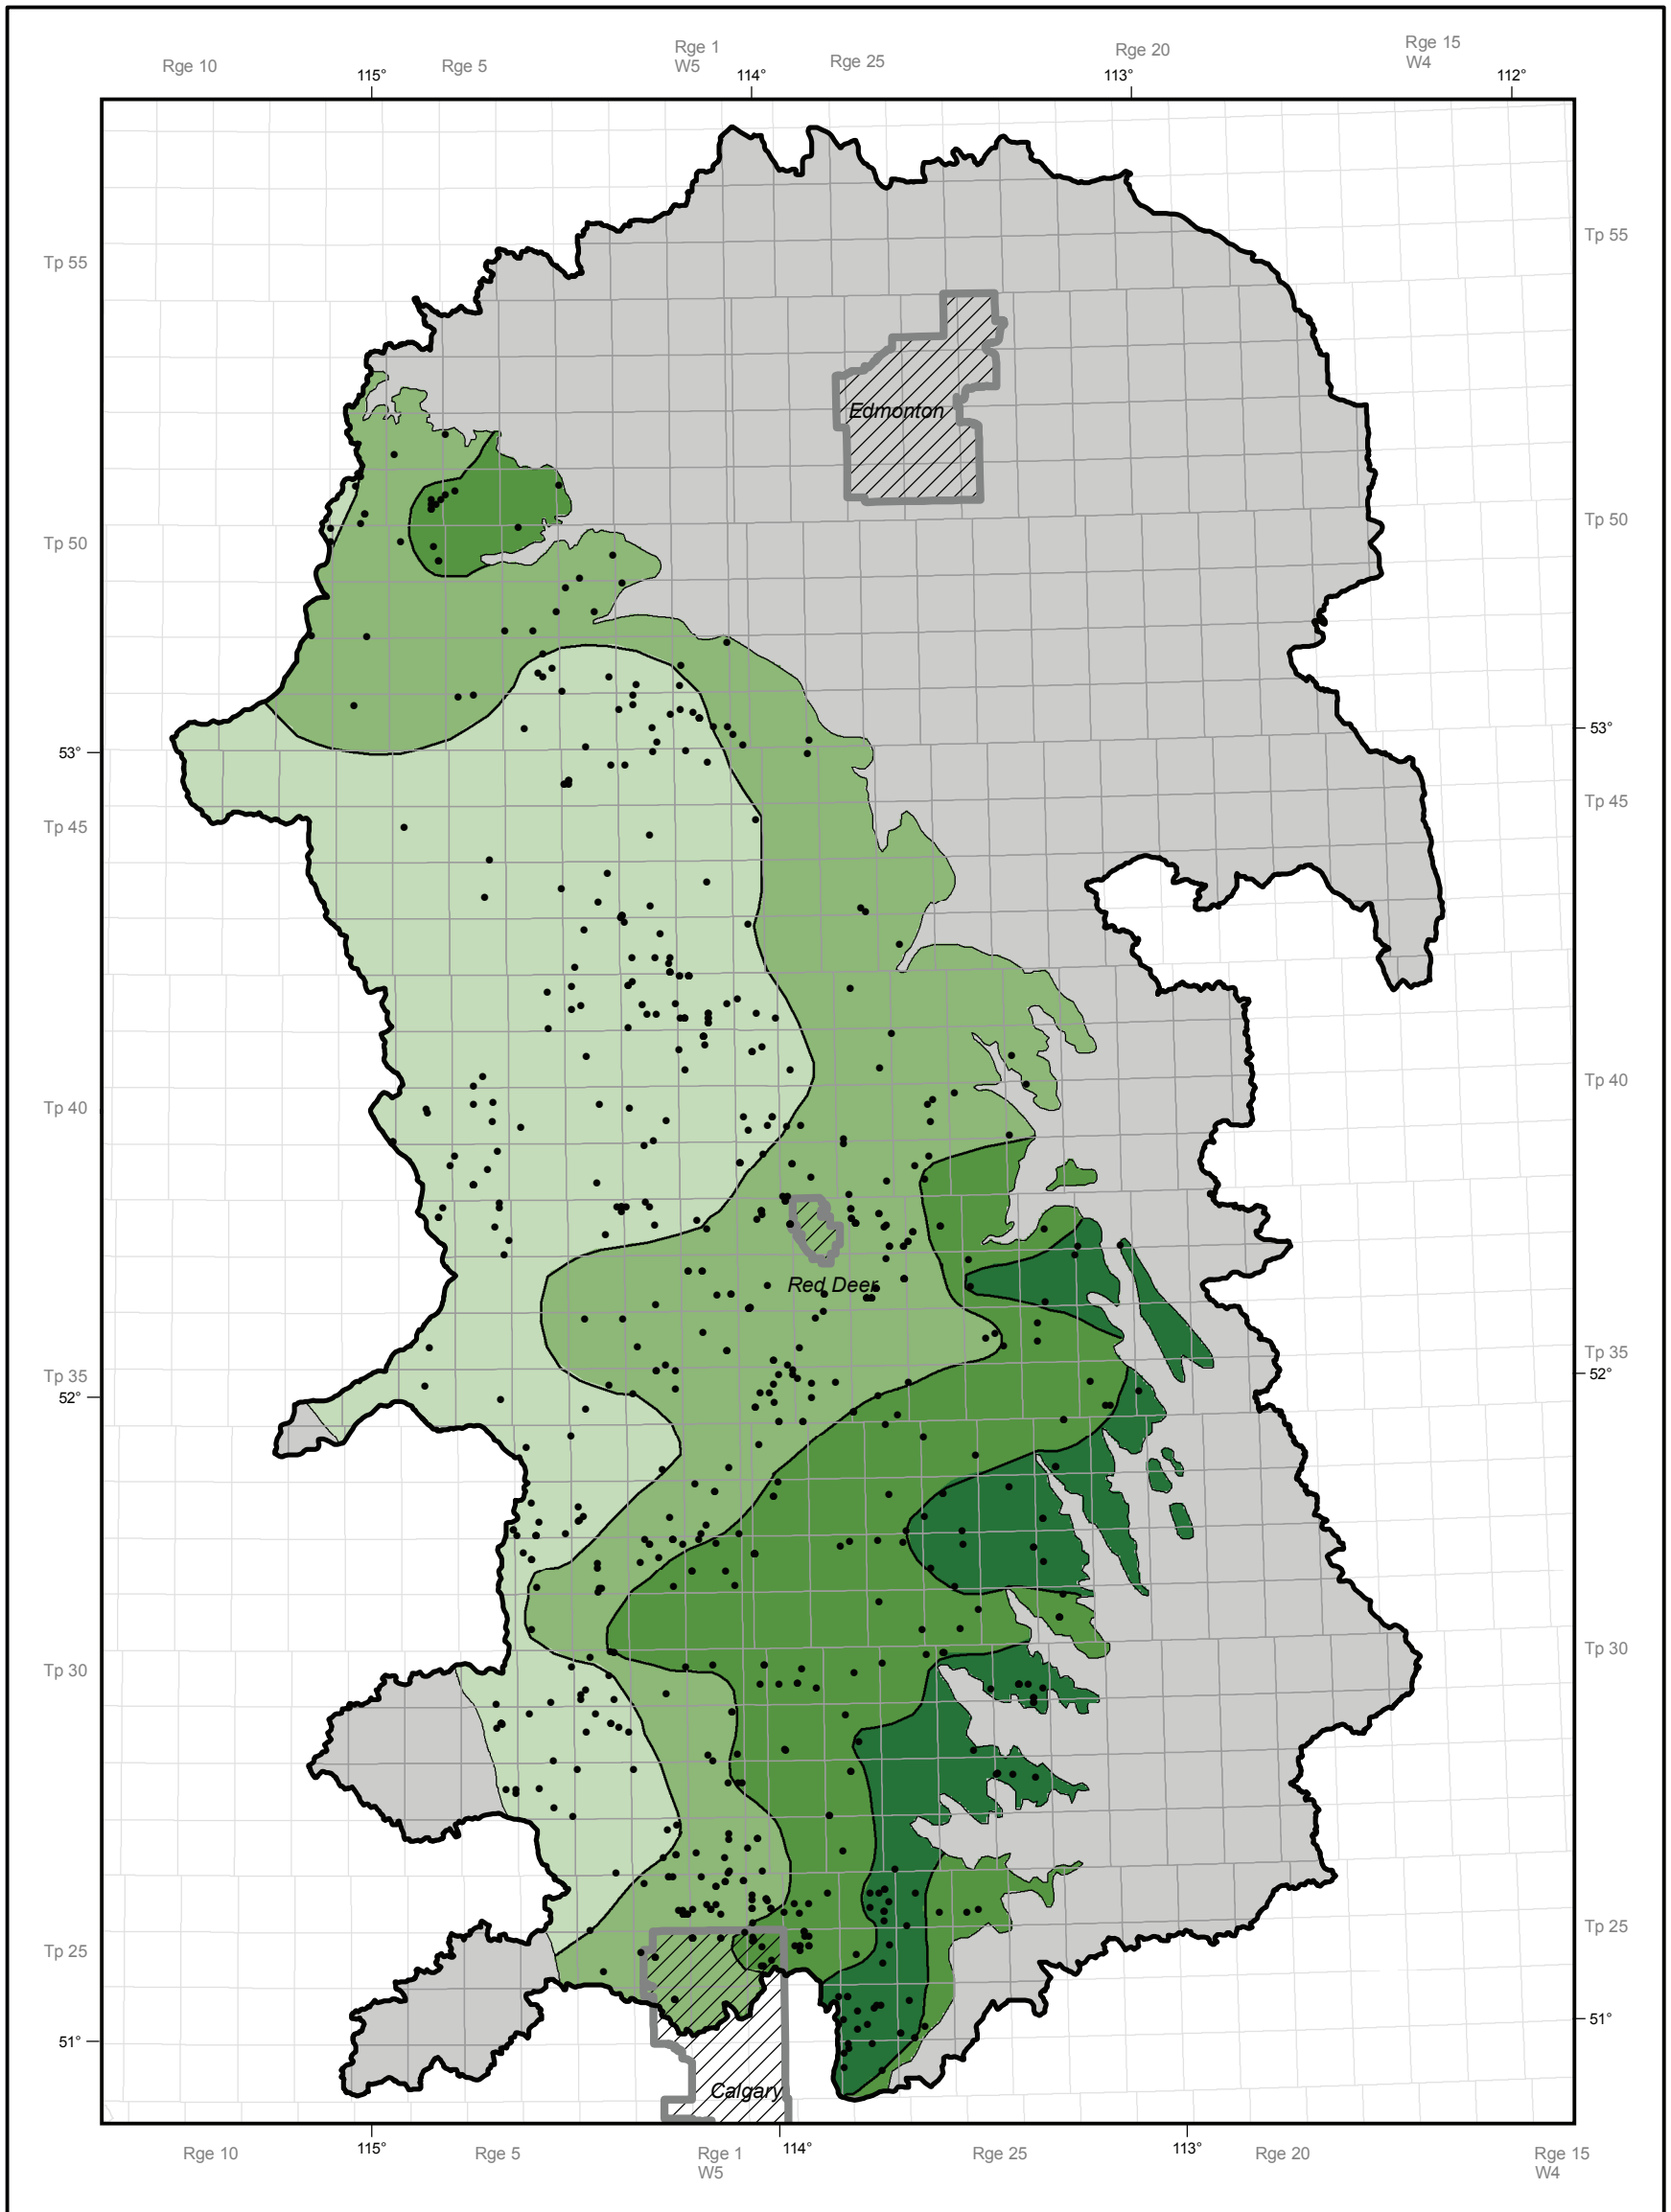 Rge 10
Rge 5
Rge 1
W5
Rge 25
Rge 20
Rge 15
W4
115°
114°
113°
112°
Tp 55
Tp 55
Edmonton
Tp 50
Tp 50
53°
53°
Tp 45
Tp 45
Tp 40
Tp 40
Red Deer
Tp 35
Tp 35
52°
52°
Tp 30
Tp 30
Tp 25
Tp 25
51°
51°
Calgary
115°
114°
113°
Rge 10
Rge 5
Rge 1
W5
Rge 25
Rge 20
Rge 15
W4